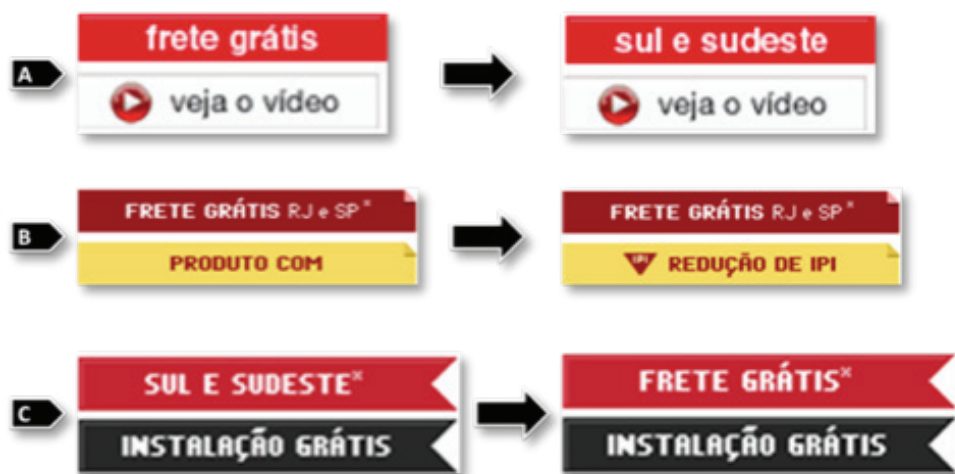 A
frete grátis
veja o vídeo
sul e sudeste
veja o vídeo
B
FRETE GRÁTIS RJ e SP*
PRODUTO COM
FRETE GRÁTIS RJ e SP*
IPI REDUÇÃO DE IPI
C
SUL E SUDESTE*
INSTALAÇÃO GRÁTIS
FRETE GRÁTIS*
INSTALAÇÃO GRÁTIS